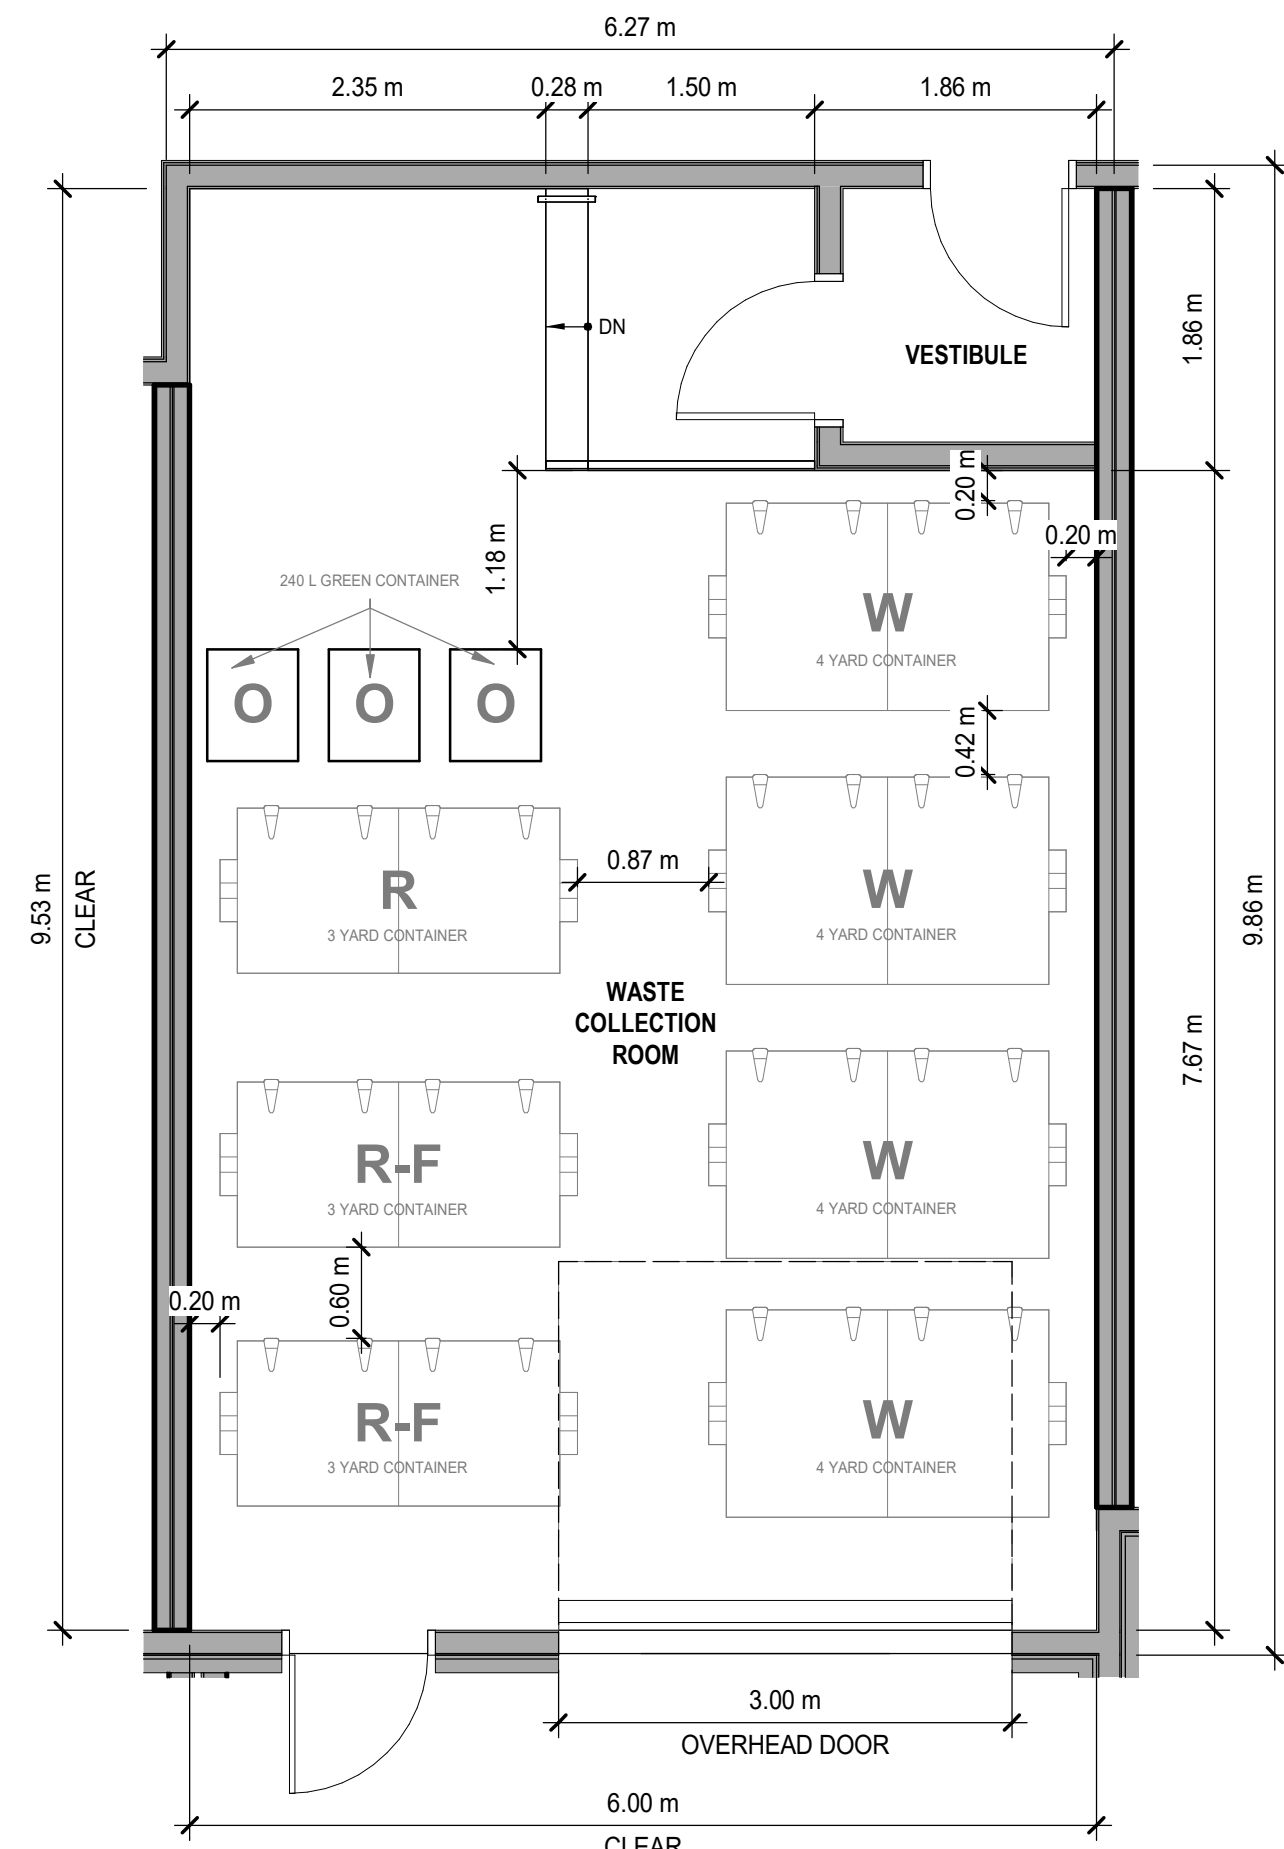 6.27 m
2.35 m
0.28 m
1.50 m
1.86 m
DN
VESTIBULE
1.86 m
0.20 m
0.20 m
1.18 m
240 L GREEN CONTAINER
W
4 YARD CONTAINER
O
O
O
0.42 m
R
3 YARD CONTAINER
0.87 m
W
4 YARD CONTAINER
9.53 m
CLEAR
9.86 m
WASTE
COLLECTION
ROOM
7.67 m
R-F
3 YARD CONTAINER
W
4 YARD CONTAINER
0.20 m
0.60 m
R-F
3 YARD CONTAINER
W
4 YARD CONTAINER
3.00 m
OVERHEAD DOOR
6.00 m
CLEAR